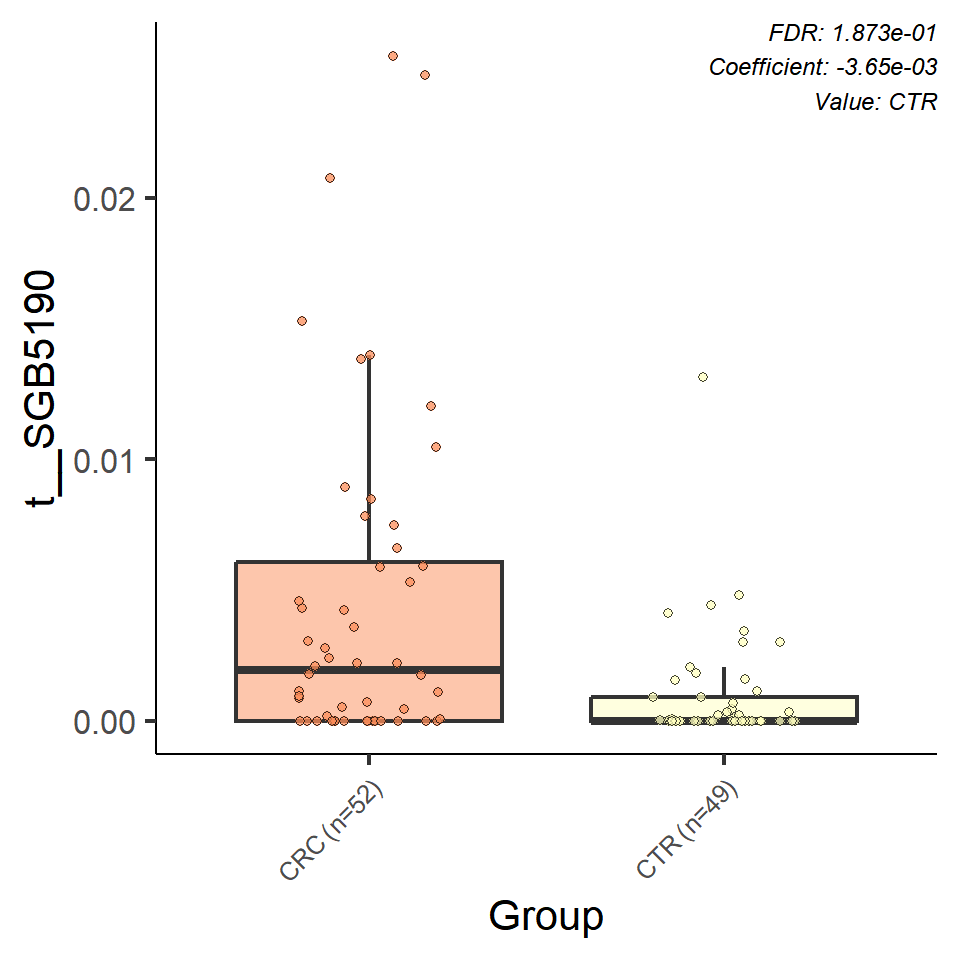 FDR: 1.873e-01
Coefficient: -3.65e-03
Value: CTR
t__SGB5190
0.02
0.01
0.00
CRC (n=52)
CTR (n=49)
Group